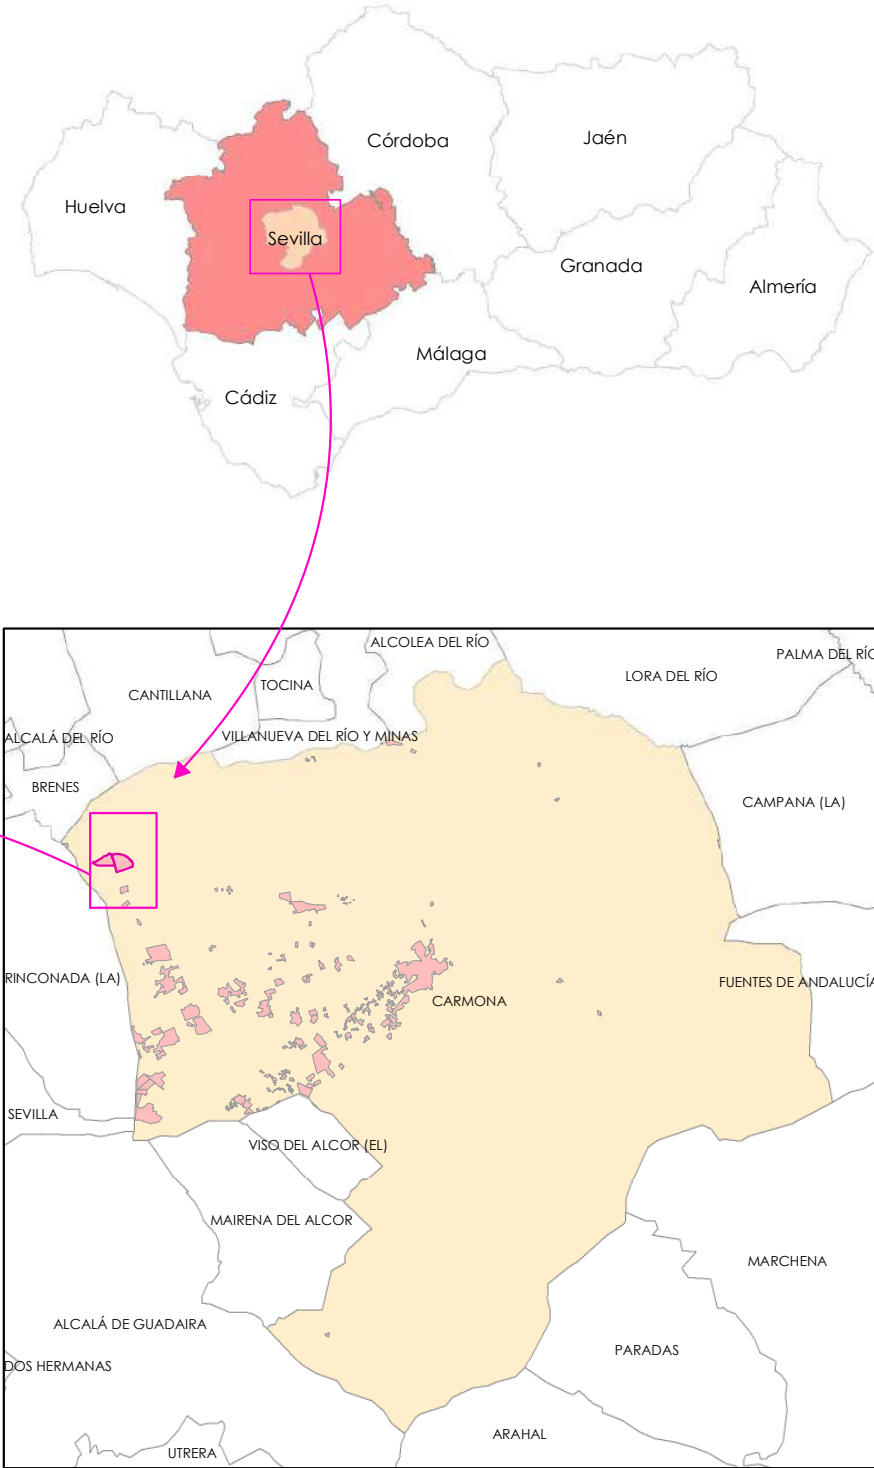 Córdoba
Jaén
Huelva
Sevilla
Granada
Almería
Málaga
Cádiz
ALCOLEA DEL RÍO
PALMA DEL RÍO
LORA DEL RÍO
TOCINA
CANTILLANA
ALCALÁ DEL RÍO
VILLANUEVA DEL RÍO Y MINAS
BRENES
CAMPANA (LA)
RINCONADA (LA)
FUENTES DE ANDALUCÍA
CARMONA
SEVILLA
VISO DEL ALCOR (EL)
MAIRENA DEL ALCOR
MARCHENA
ALCALÁ DE GUADAIRA
PARADAS
DOS HERMANAS
ARAHAL
UTRERA